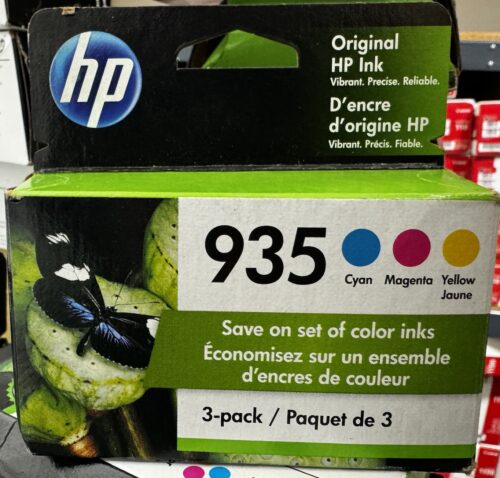 hp
Original
HP Ink
Vibrant. Precise. Reliable.
D'encre
d'origine HP
Vibrant. Précis. Fiable.
935
Cyan
Magenta
Yellow
Jaune
Save on set of color inks
Économisez sur un ensemble
d'encres de couleur
3-pack / Paquet de 3